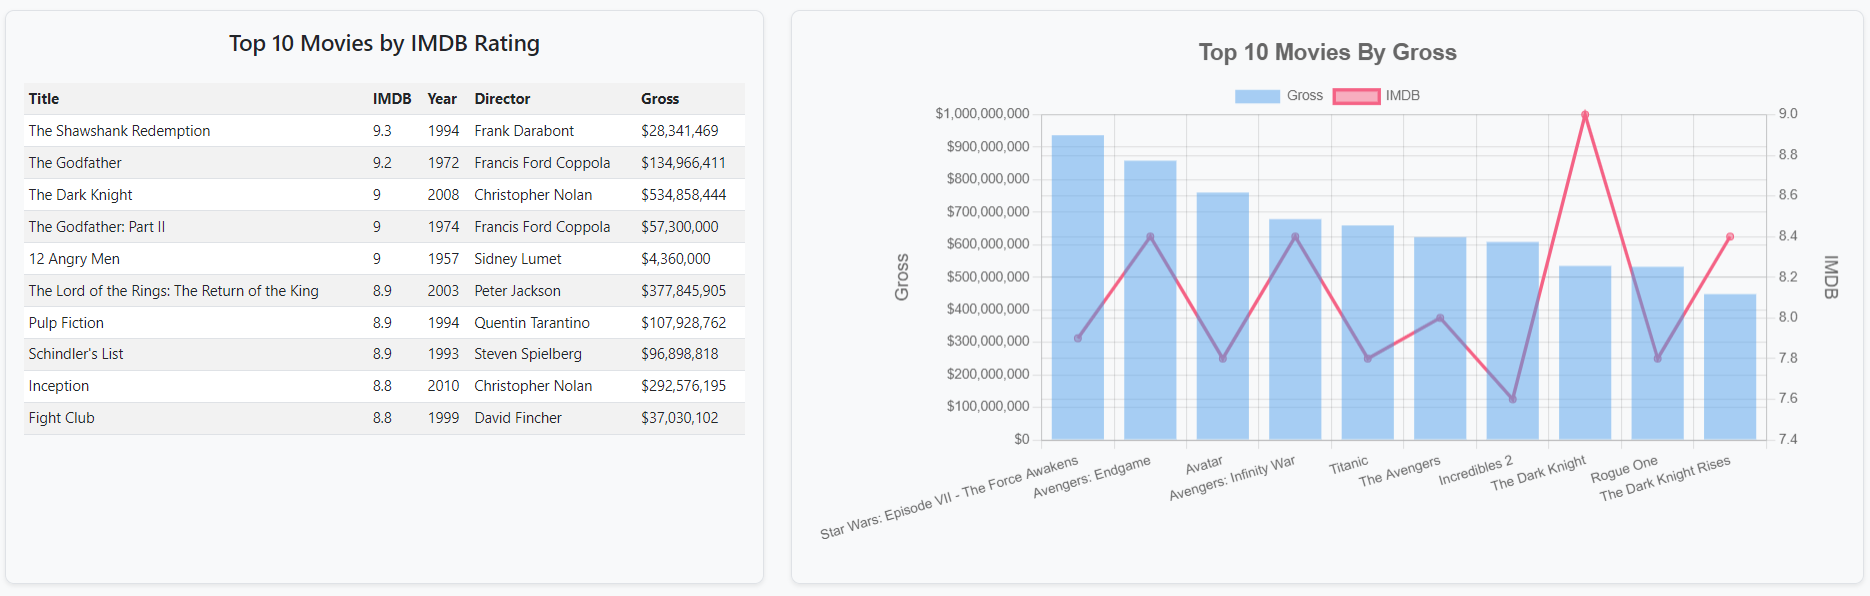 Top 10 Movies by IMDB Rating
Title IMDB Year Director Gross
The Shawshank Redemption 9.3 1994 Frank Darabont $28,341,469
The Godfather 9.2 1972 Francis Ford Coppola $134,966,411
The Dark Knight 9 2008 Christopher Nolan $534,858,444
The Godfather: Part II 9 1974 Francis Ford Coppola $57,300,000
12 Angry Men 9 1957 Sidney Lumet $4,360,000
The Lord of the Rings: The Return of the King 8.9 2003 Peter Jackson $377,845,905
Pulp Fiction 8.9 1994 Quentin Tarantino $107,928,762
Schindler's List 8.9 1993 Steven Spielberg $96,898,818
Inception 8.8 2010 Christopher Nolan $292,576,195
Fight Club 8.8 1999 David Fincher $37,030,102
Top 10 Movies By Gross
Gross IMDB
$1,000,000,000
$900,000,000
$800,000,000
$700,000,000
$600,000,000
$500,000,000
$400,000,000
$300,000,000
$200,000,000
$100,000,000
$0
Gross
9.0
8.8
8.6
8.4
8.2
8.0
7.8
7.6
7.4
IMDB
Star Wars: Episode VII - The Force Awakens
Avengers: Endgame
Avatar
Avengers: Infinity War
Titanic
The Avengers
Incredibles 2
The Dark Knight
Rogue One
The Dark Knight Rises